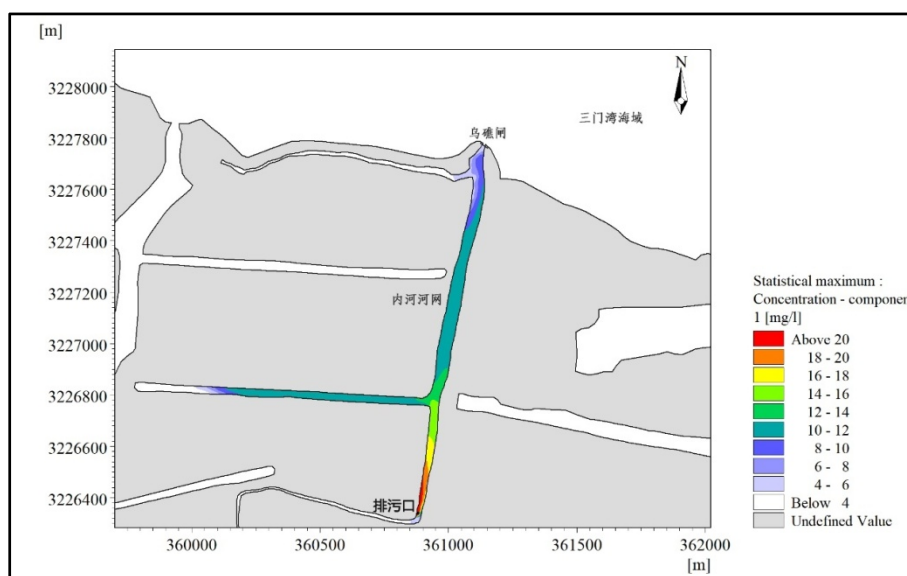 [m]
N
3228000
3227800
3227600
3227400
3227200
3227000
3226800
3226600
3226400
乌礁闸
三门湾海域
内河河网
排污口
Statistical maximum :
Concentration - componen
1 [mg/l]
Above 20
18 - 20
16 - 18
14 - 16
12 - 14
10 - 12
8 - 10
6 - 8
4 - 6
Below 4
Undefined Value
360000 360500 361000 361500 362000
[m]